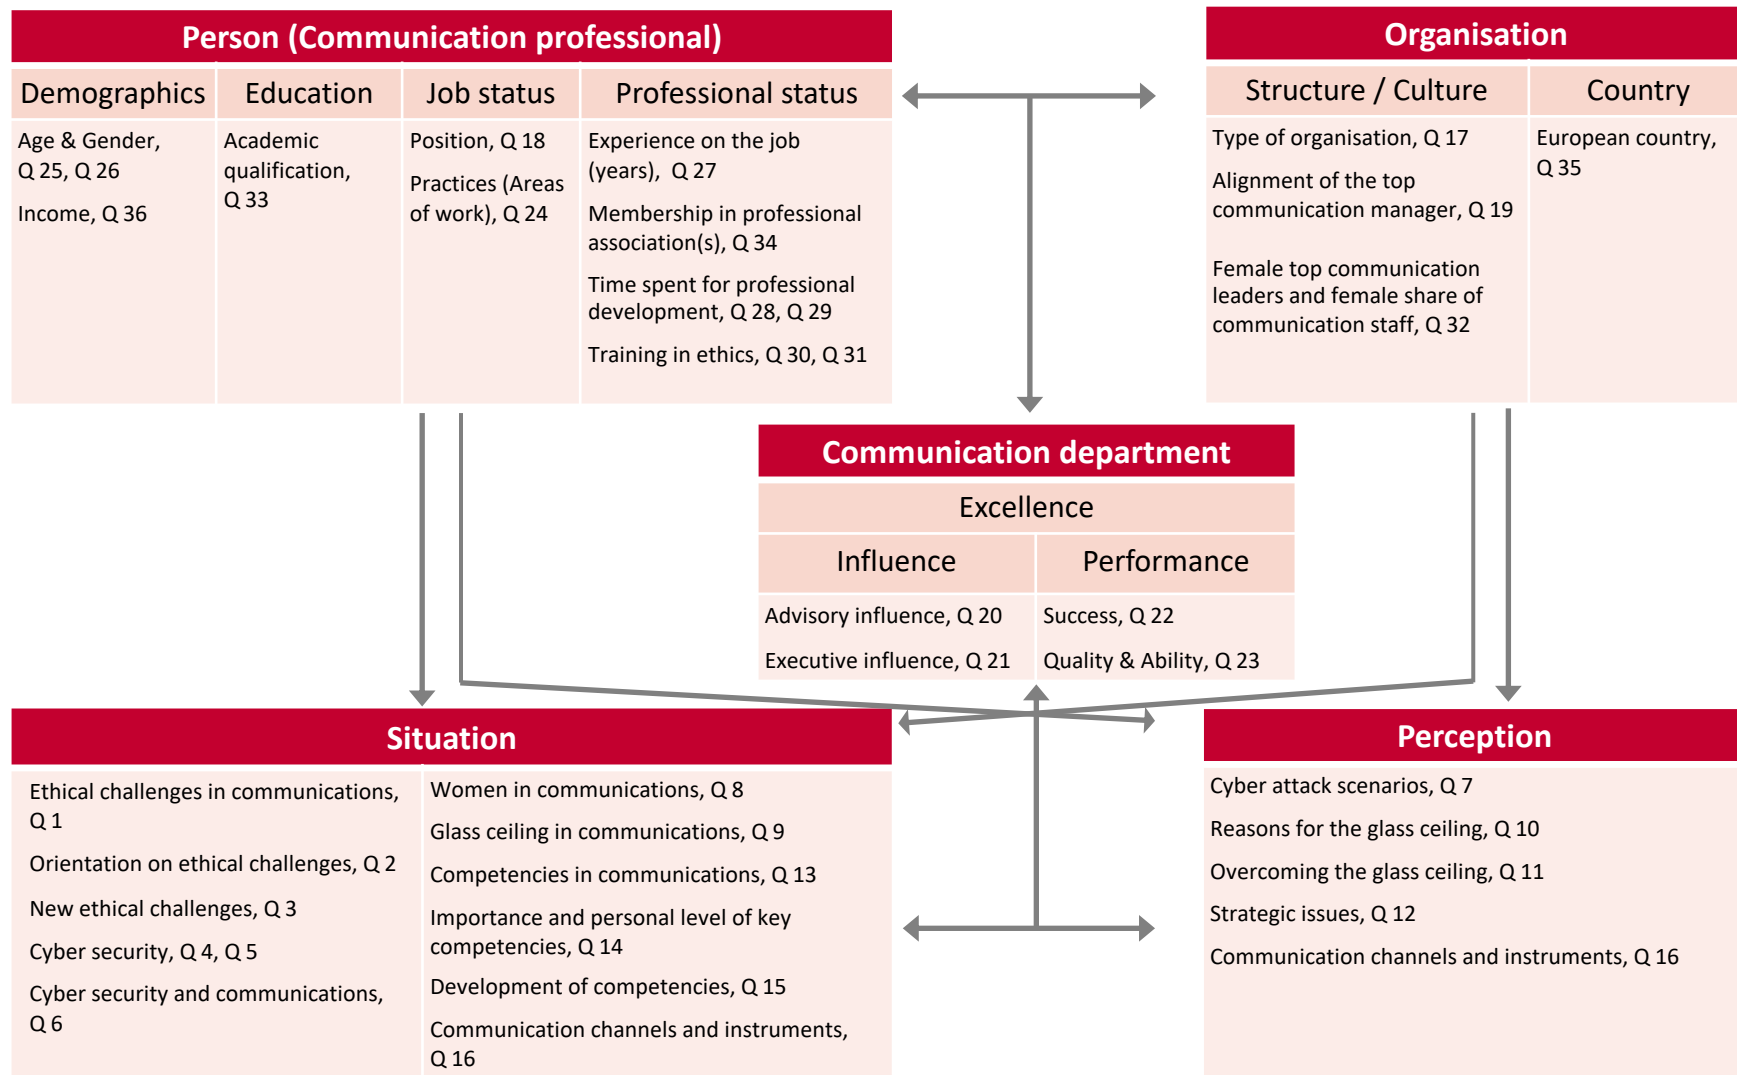 Person (Communication professional)
Demographics
Education
Job status
Professional status
Age & Gender,
Q 25, Q 26
Income, Q 36
Academic
qualification,
Q 33
Position, Q 18
Practices (Areas
of work), Q 24
Experience on the job
(years),  Q 27
Membership in professional
association(s), Q 34
Time spent for professional
development, Q 28, Q 29
Training in ethics, Q 30, Q 31
Organisation
Structure / Culture
Country
Type of organisation, Q 17
Alignment of the top
communication manager, Q 19
Female top communication
leaders and female share of
communication staff, Q 32
European country,
Q 35
Communication department
Excellence
Influence
Performance
Advisory influence, Q 20
Executive influence, Q 21
Success, Q 22
Quality & Ability, Q 23
Situation
Ethical challenges in communications,
Q 1
Orientation on ethical challenges, Q 2
New ethical challenges, Q 3
Cyber security, Q 4, Q 5
Cyber security and communications,
Q 6
Women in communications, Q 8
Glass ceiling in communications, Q 9
Competencies in communications, Q 13
Importance and personal level of key
competencies, Q 14
Development of competencies, Q 15
Communication channels and instruments,
Q 16
Perception
Cyber attack scenarios, Q 7
Reasons for the glass ceiling, Q 10
Overcoming the glass ceiling, Q 11
Strategic issues, Q 12
Communication channels and instruments, Q 16